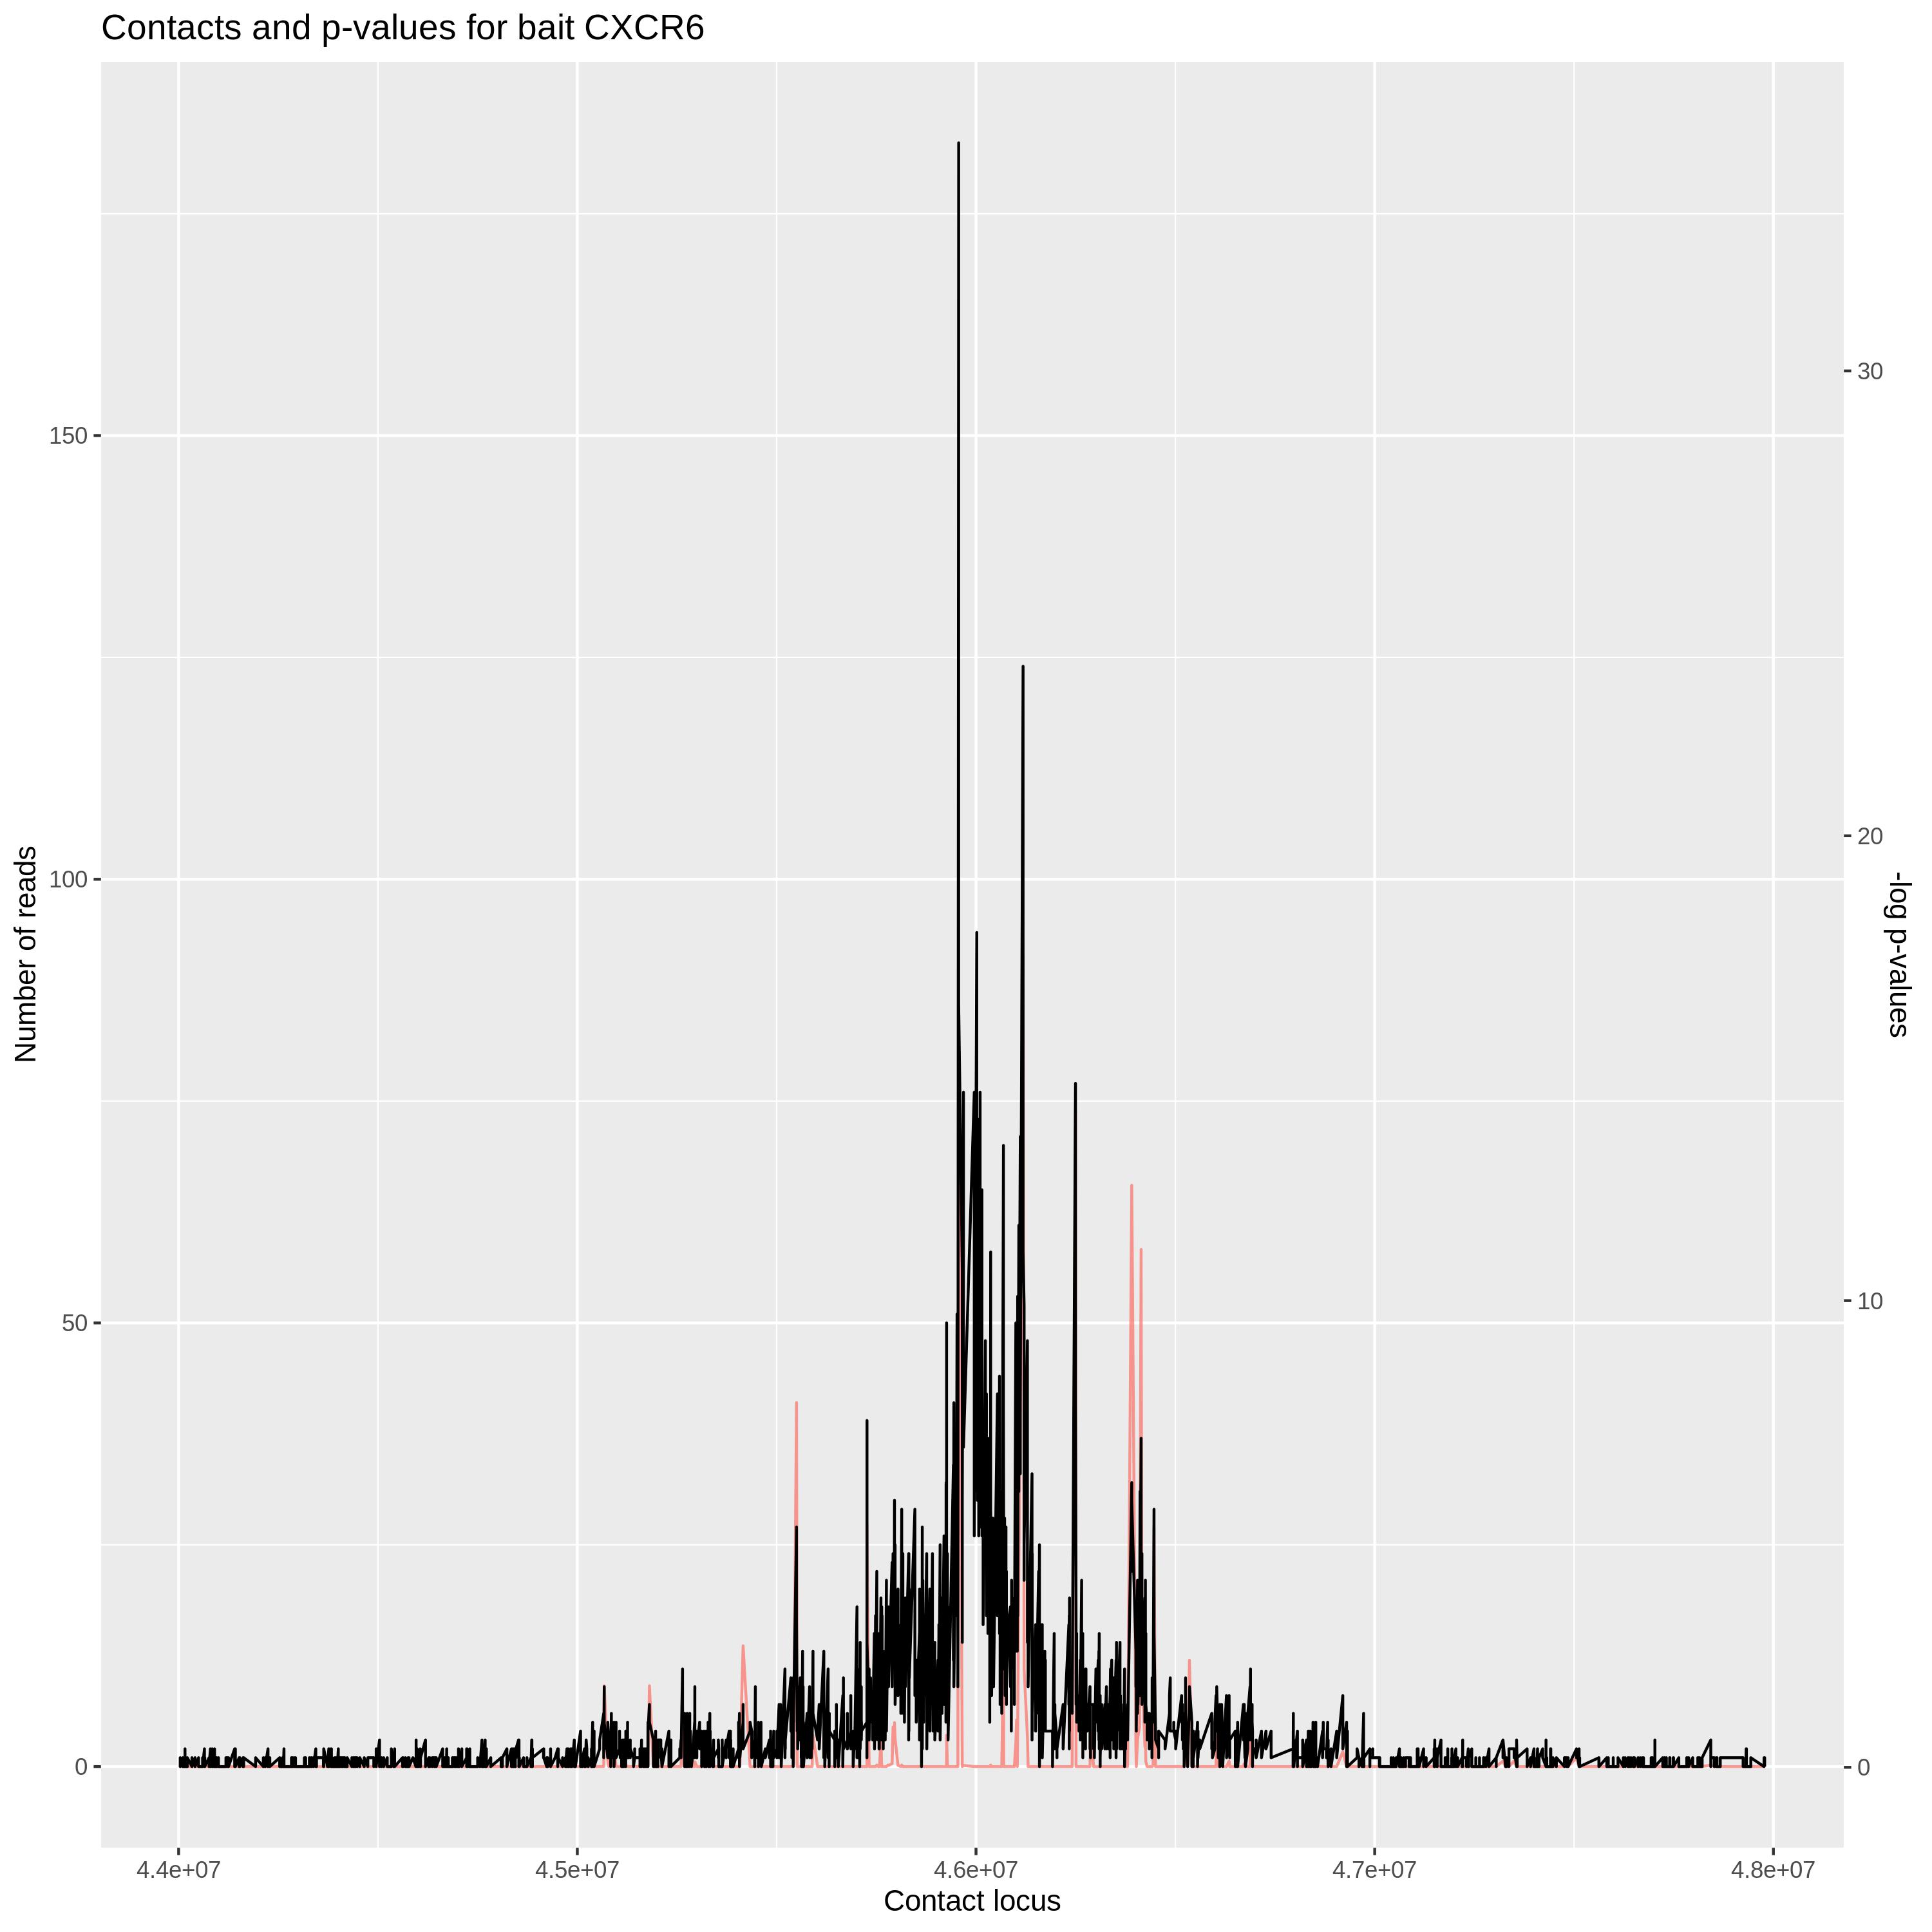 Contacts and p-values for bait CXCR6
Number of reads
150
100
50
0
30
20
10
0
-log p-values
4.4e+07
4.5e+07
4.6e+07
4.7e+07
4.8e+07
Contact locus